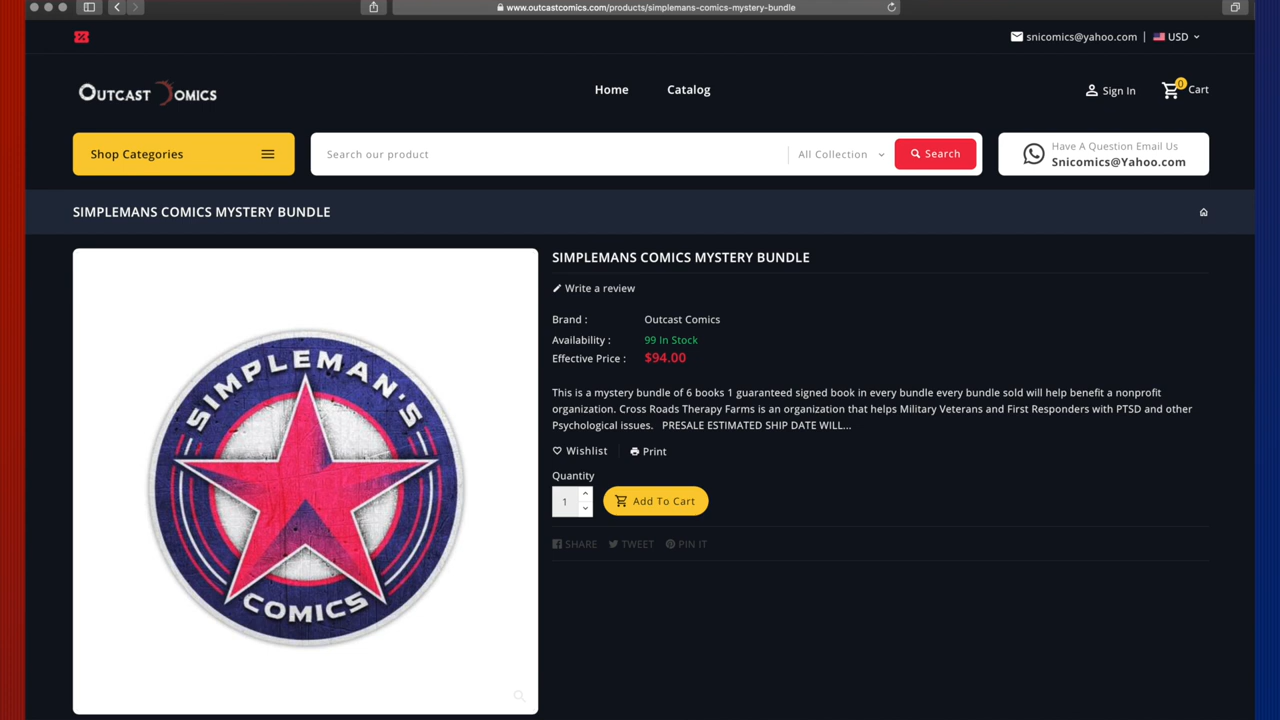 www.outcastcomics.com/products/simplemans-comics-mystery-bundle
snicomics@yahoo.com | USD
OUTCAST COMICS
Home Catalog
Sign In
0 Cart
Shop Categories
Search our product
All Collection
Search
Have A Question Email Us
Snicomics@Yahoo.com
SIMPLEMANS COMICS MYSTERY BUNDLE
SIMPLEMAN'S
COMICS
SIMPLEMANS COMICS MYSTERY BUNDLE
Write a review
Brand : Outcast Comics
Availability : 99 In Stock
Effective Price : $94.00
This is a mystery bundle of 6 books 1 guaranteed signed book in every bundle every bundle sold will help benefit a nonprofit
organization. Cross Roads Therapy Farms is an organization that helps Military Veterans and First Responders with PTSD and other
Psychological issues. PRESALE ESTIMATED SHIP DATE WILL...
Wishlist Print
Quantity
1 Add To Cart
SHARE TWEET PIN IT